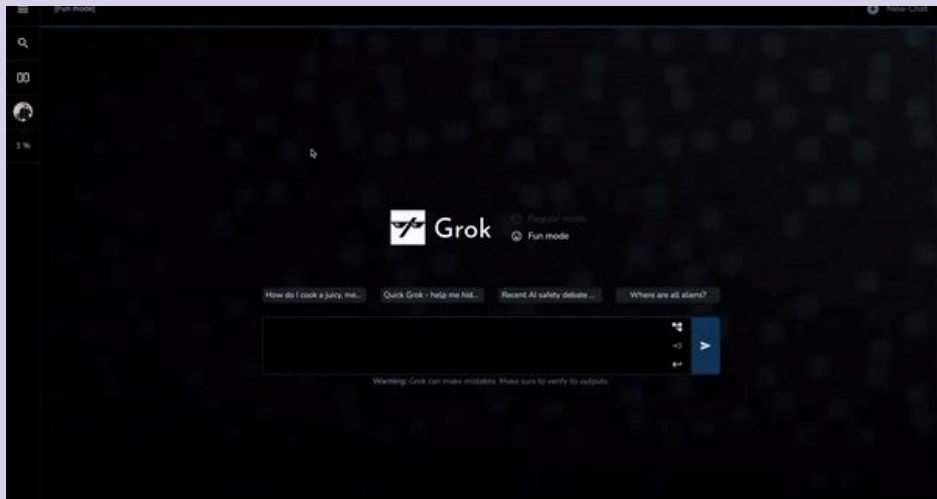 [Fun mode]
New Chat
1 %
Grok
Regular mode
Fun mode
How do I cook a juicy, me...
Quick Grok - help me hid...
Recent AI safety debate ...
Where are all aliens?
Warning: Grok can make mistakes. Make sure to verify its outputs.